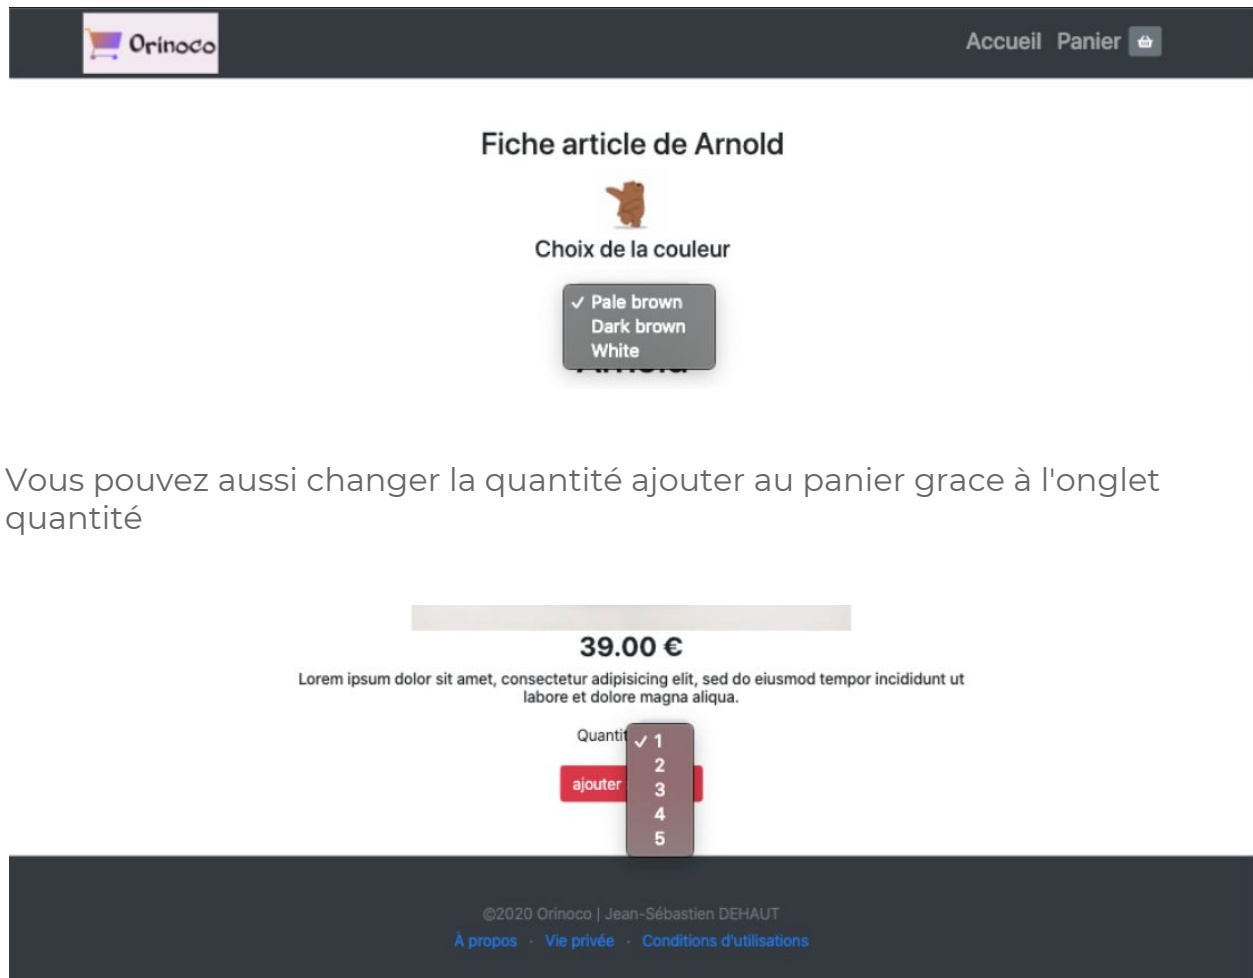 Orinoco
Accueil Panier
Fiche article de Arnold
Choix de la couleur
✓ Pale brown
Dark brown
White
Arnold
Vous pouvez aussi changer la quantité ajouter au panier grace à l'onglet
quantité
39.00 €
Lorem ipsum dolor sit amet, consectetur adipisicing elit, sed do eiusmod tempor incididunt ut
labore et dolore magna aliqua.
Quantit
✓ 1
2
ajouter
3
4
5
©2020 Orinoco | Jean-Sébastien DEHAUT
À propos · Vie privée · Conditions d'utilisations